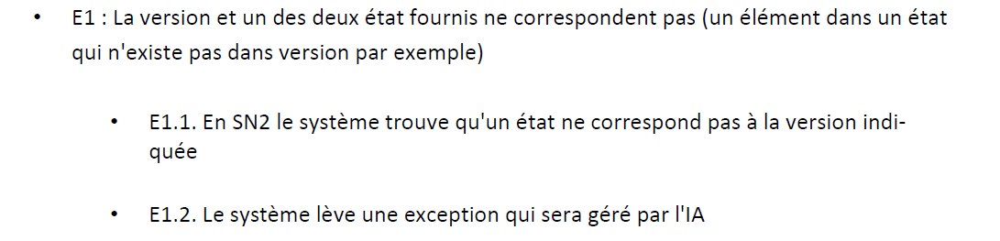 • E1 : La version et un des deux état fournis ne correspondent pas (un élément dans un état
qui n'existe pas dans version par exemple)
• E1.1. En SN2 le système trouve qu'un état ne correspond pas à la version indi-
quée
• E1.2. Le système lève une exception qui sera géré par l'IA